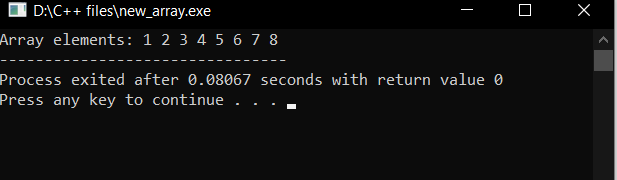 D:\C++ files\new_array.exe
Array elements: 1 2 3 4 5 6 7 8
--------------------------------
Process exited after 0.08067 seconds with return value 0
Press any key to continue . . .